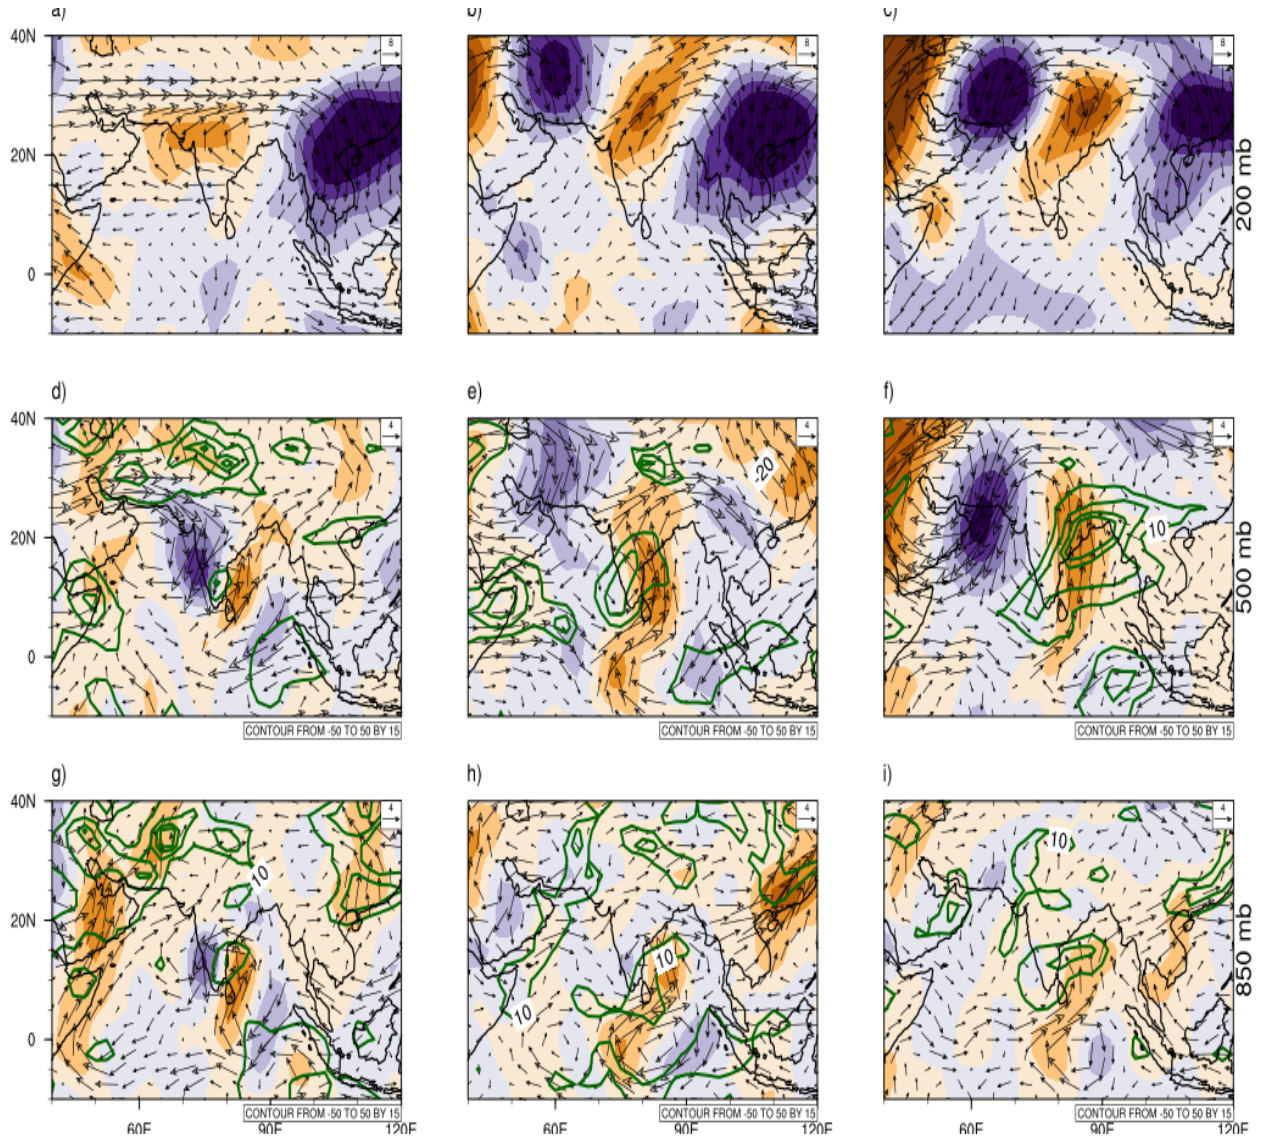 a) b) c)
40N 8 8 8
20N
0
200 mb
d) e) f)
40N 4 4 4
-20
20N 10
0
500 mb
CONTOUR FROM -50 TO 50 BY 15 CONTOUR FROM -50 TO 50 BY 15 CONTOUR FROM -50 TO 50 BY 15
g) h) i)
40N 4 4 4
10 10
20N
10
10
0
850 mb
CONTOUR FROM -50 TO 50 BY 15 CONTOUR FROM -50 TO 50 BY 15 CONTOUR FROM -50 TO 50 BY 15
60E 90E 120E 60E 90E 120E 60E 90E 120E